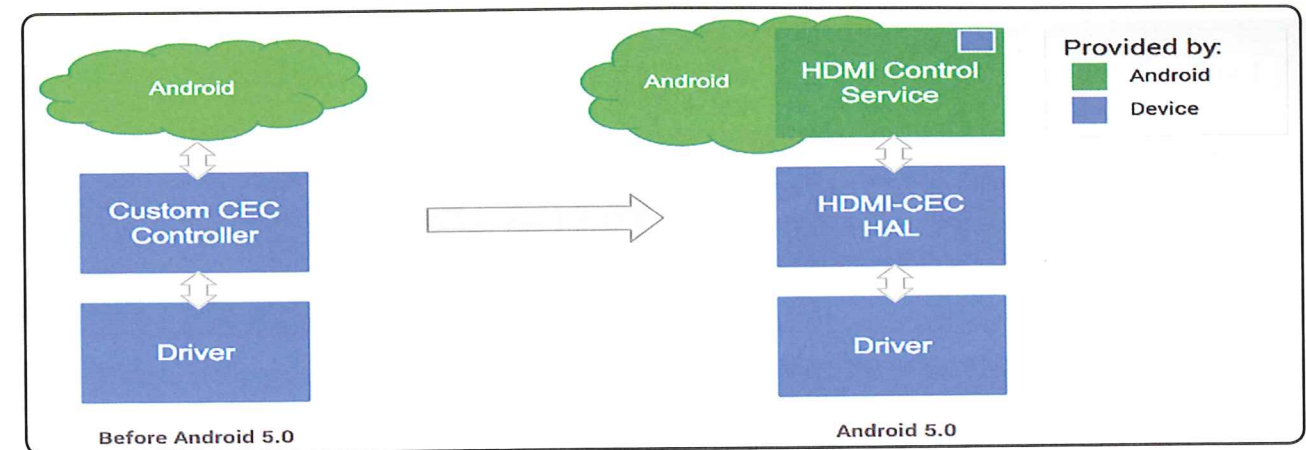 Android
Custom CEC
Controller
Driver
Before Android 5.0
Android
HDMI Control
Service
HDMI-CEC
HAL
Driver
Android 5.0
Provided by:
Android
Device